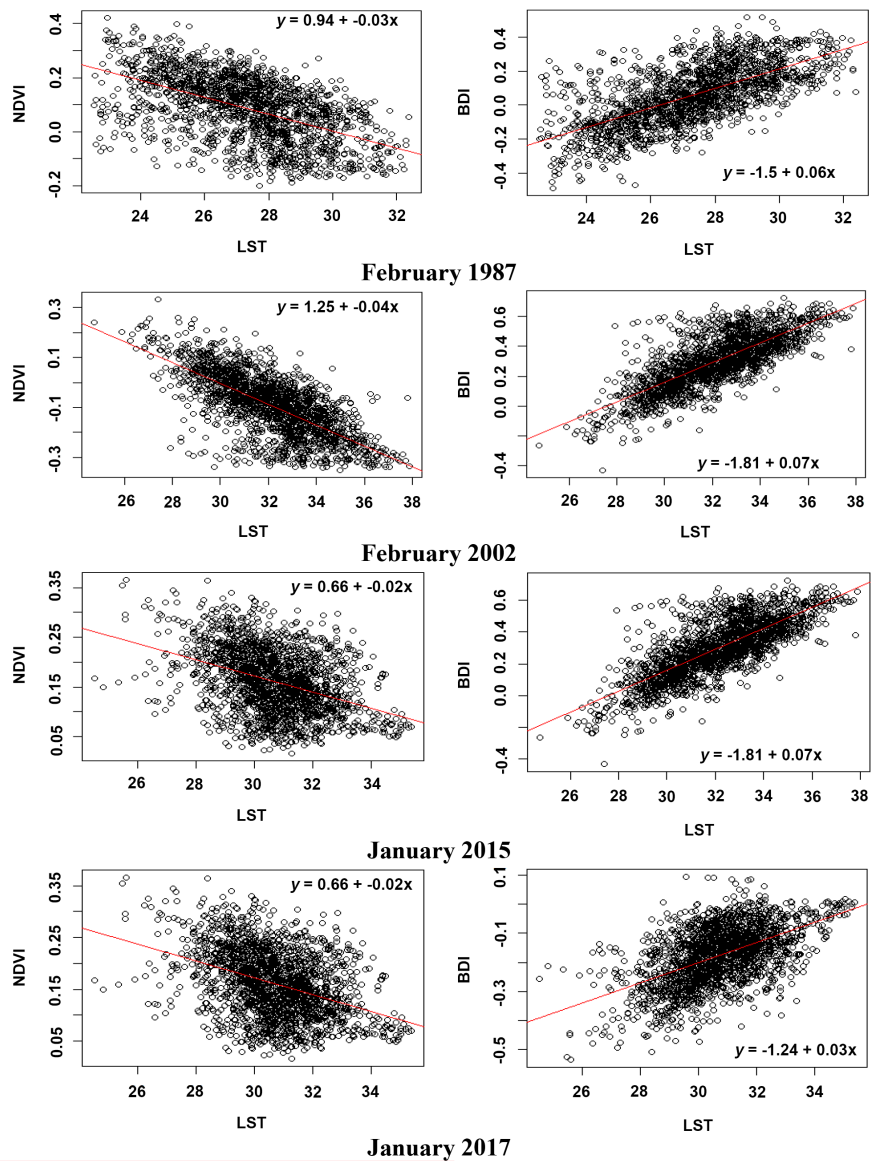 y = 0.94 + -0.03x
NDVI
-0.2 0.0 0.2 0.4
24 26 28 30 32
LST
y = -1.5 + 0.06x
BDI
-0.4 -0.2 0.0 0.2 0.4
24 26 28 30 32
LST
February 1987
y = 1.25 + -0.04x
NDVI
-0.3 -0.1 0.1 0.3
26 28 30 32 34 36 38
LST
y = -1.81 + 0.07x
BDI
-0.4 0.0 0.2 0.4 0.6
26 28 30 32 34 36 38
LST
February 2002
y = 0.66 + -0.02x
NDVI
0.05 0.15 0.25 0.35
26 28 30 32 34
LST
y = -1.81 + 0.07x
BDI
-0.4 0.0 0.2 0.4 0.6
26 28 30 32 34 36 38
LST
January 2015
y = 0.66 + -0.02x
NDVI
0.05 0.15 0.25 0.35
26 28 30 32 34
LST
y = -1.24 + 0.03x
BDI
-0.5 -0.3 -0.1 0.1
26 28 30 32 34
LST
January 2017